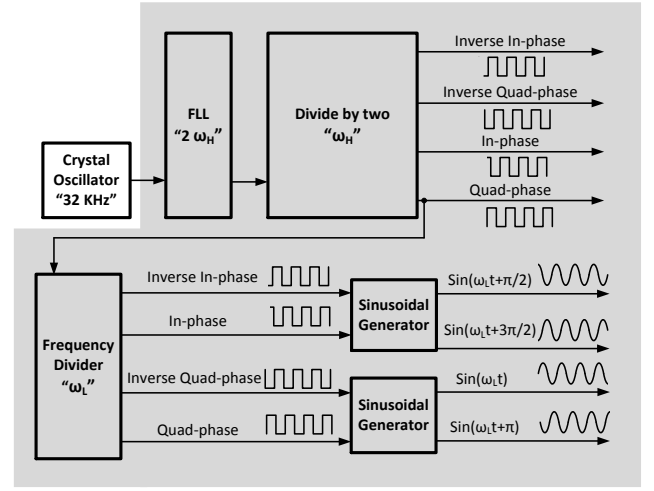 Inverse In-phase
FLL
"2 ωH"
Divide by two
"ωH"
Inverse Quad-phase
In-phase
Quad-phase
Crystal
Oscillator
"32 KHz"
Inverse In-phase
In-phase
Inverse Quad-phase
Quad-phase
Frequency
Divider
"ωL"
Sinusoidal
Generator
Sinusoidal
Generator
Sin(ωLt+π/2)
Sin(ωLt+3π/2)
Sin(ωLt)
Sin(ωLt+π)